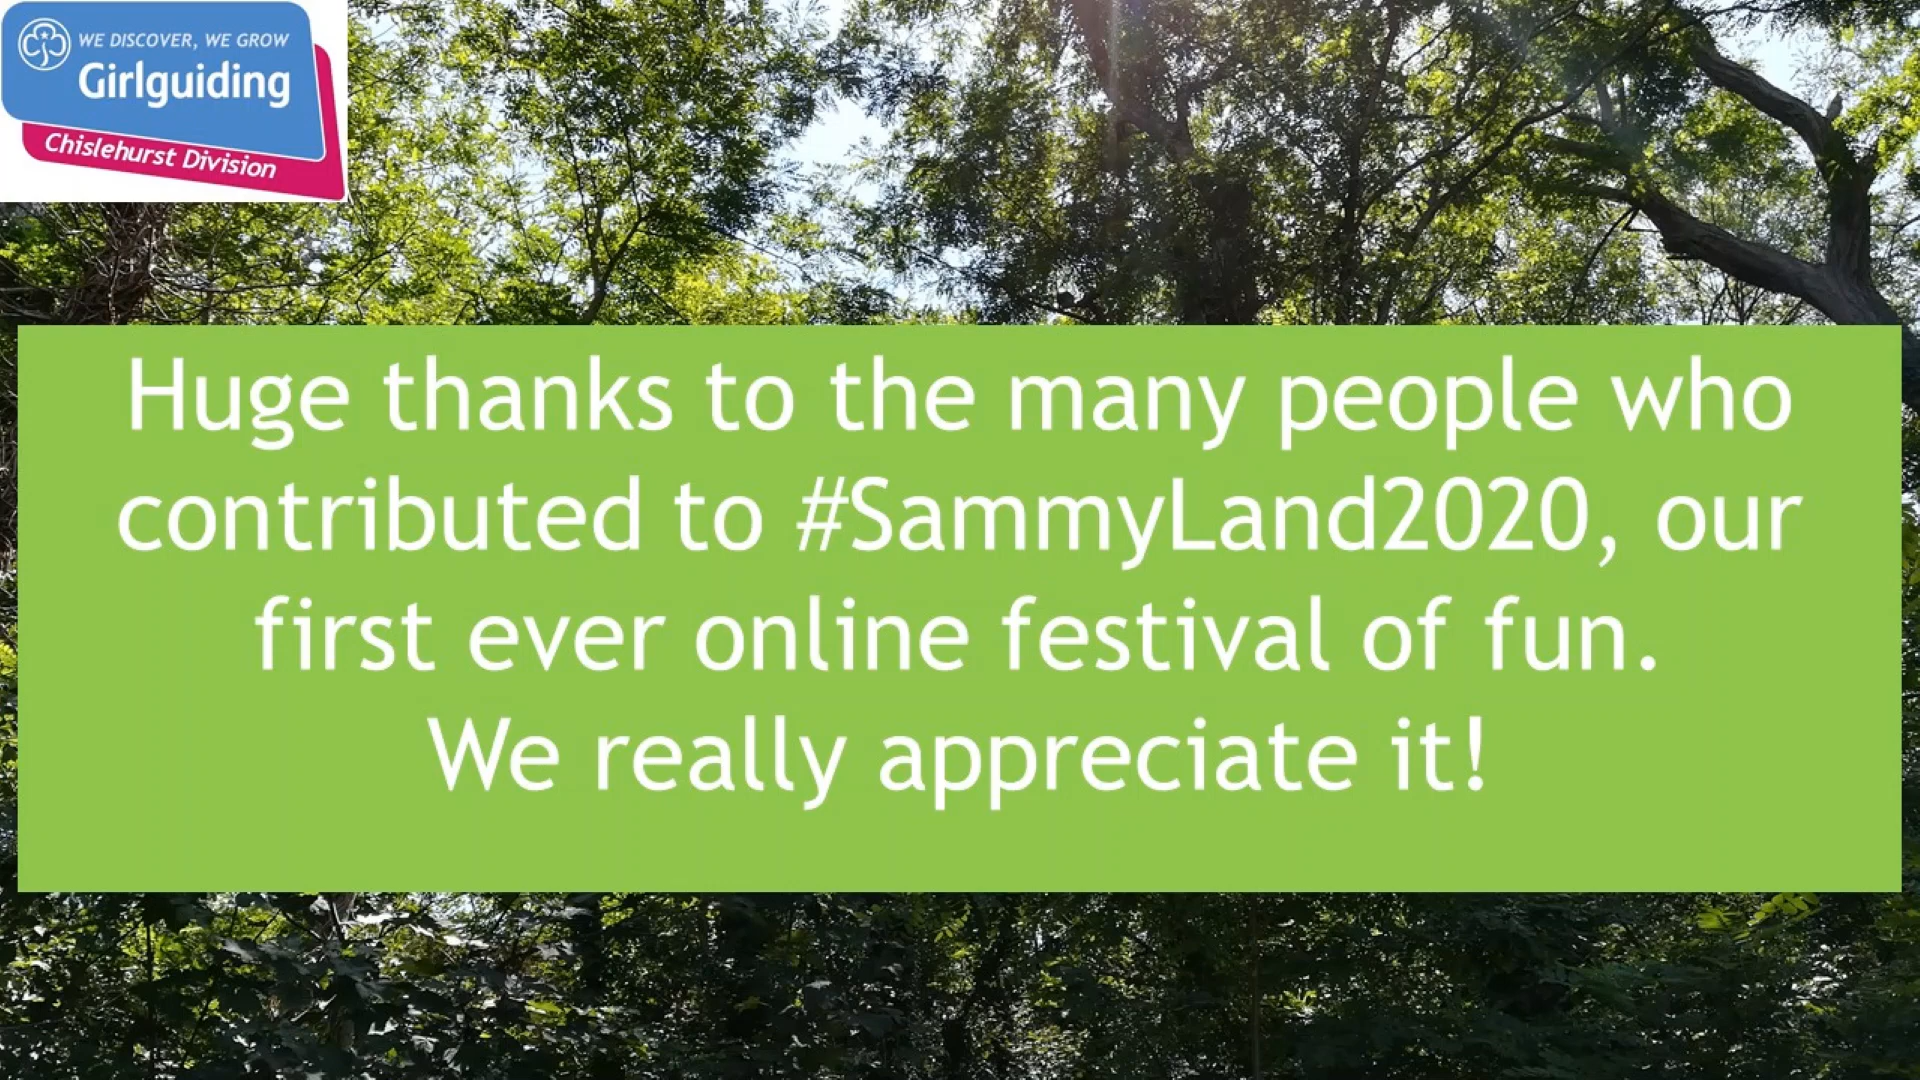 WE DISCOVER, WE GROW
Girlguiding
Chislehurst Division
Huge thanks to the many people who
contributed to #SammyLand2020, our
first ever online festival of fun.
We really appreciate it!